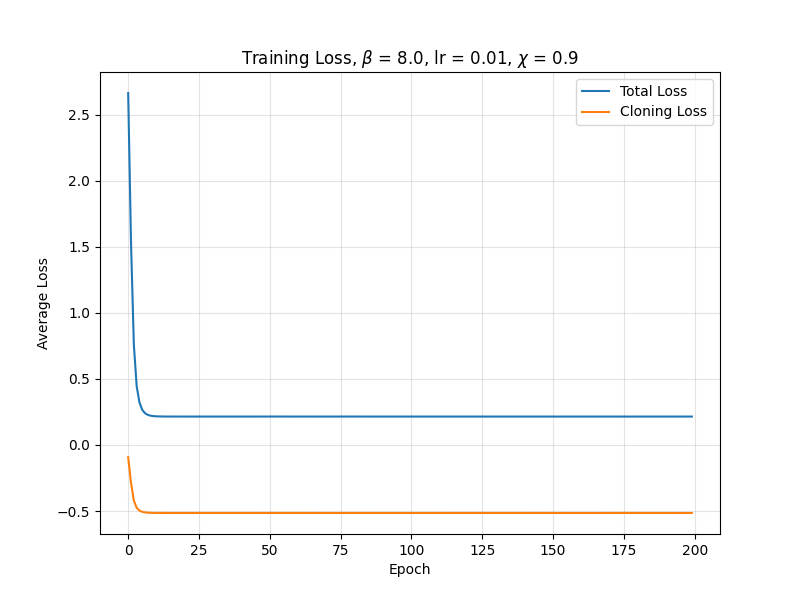 Training Loss, β = 8.0, lr = 0.01, χ = 0.9
Total Loss
Cloning Loss
2.5
2.0
1.5
1.0
0.5
0.0
−0.5
Average Loss
0 25 50 75 100 125 150 175 200
Epoch